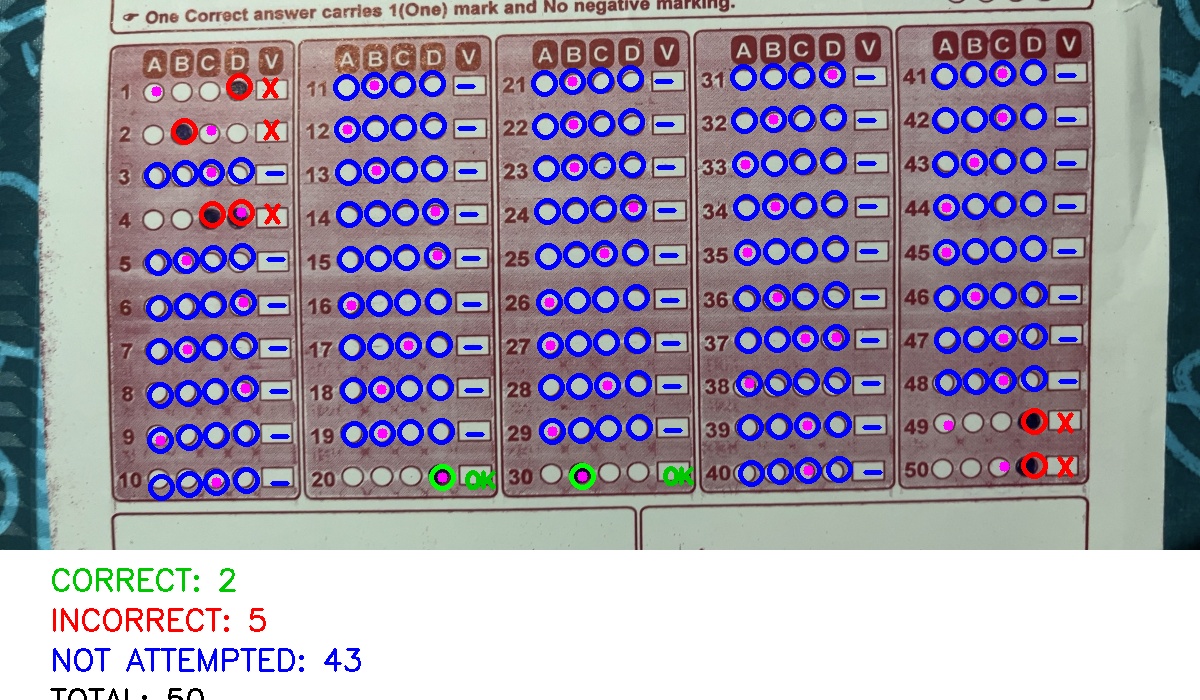 ☞ One Correct answer carries 1(One) mark and No negative marking.
A B C D V A B C D V A B C D V A B C D V A B C D V
1 X 11 - 21 - 31 - 41 -
2 X 12 - 22 - 32 - 42 -
3 - 13 - 23 - 33 - 43 -
4 X 14 - 24 - 34 - 44 -
5 - 15 - 25 - 35 - 45 -
6 - 16 - 26 - 36 - 46 -
7 - 17 - 27 - 37 - 47 -
8 - 18 - 28 - 38 - 48 -
9 - 19 - 29 - 39 - 49 X
10 - 20 OK 30 OK 40 - 50 X
CORRECT: 2
INCORRECT: 5
NOT ATTEMPTED: 43
TOTAL: 50